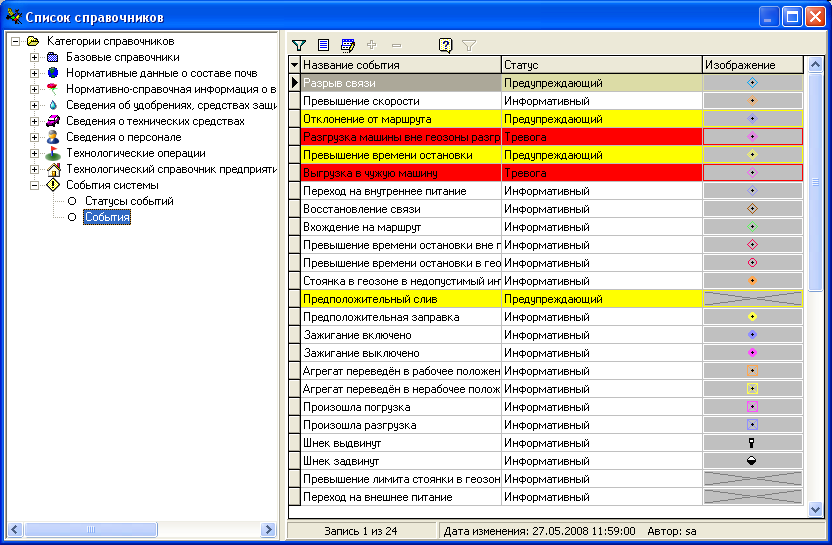 Список справочников
Категории справочников
Базовые справочники
Нормативные данные о составе почв
Нормативно-справочная информация о в
Сведения об удобрениях, средствах защи
Сведения о технических средствах
Сведения о персонале
Технологические операции
Технологический справочник предприяти
События системы
Статусы событий
События
Название события Статус Изображение
Разрыв связи Предупреждающий
Превышение скорости Информативный
Отклонение от маршрута Предупреждающий
Разгрузка машины вне геозоны разгр Тревога
Превышение времени остановки Предупреждающий
Выгрузка в чужую машину Тревога
Переход на внутреннее питание Информативный
Восстановление связи Информативный
Вхождение на маршрут Информативный
Превышение времени остановки вне г Информативный
Превышение времени остановки в гео Информативный
Стоянка в геозоне в недопустимый ин Информативный
Предположительный слив Предупреждающий
Предположительная заправка Информативный
Зажигание включено Информативный
Зажигание выключено Информативный
Агрегат переведён в рабочее положен Информативный
Агрегат переведён в нерабочее полож Информативный
Произошла погрузка Информативный
Произошла разгрузка Информативный
Шнек выдвинут Информативный
Шнек задвинут Информативный
Превышение лимита стоянки в геозон Информативный
Переход на внешнее питание Информативный
Запись 1 из 24 Дата изменения: 27.05.2008 11:59:00 Автор: sa